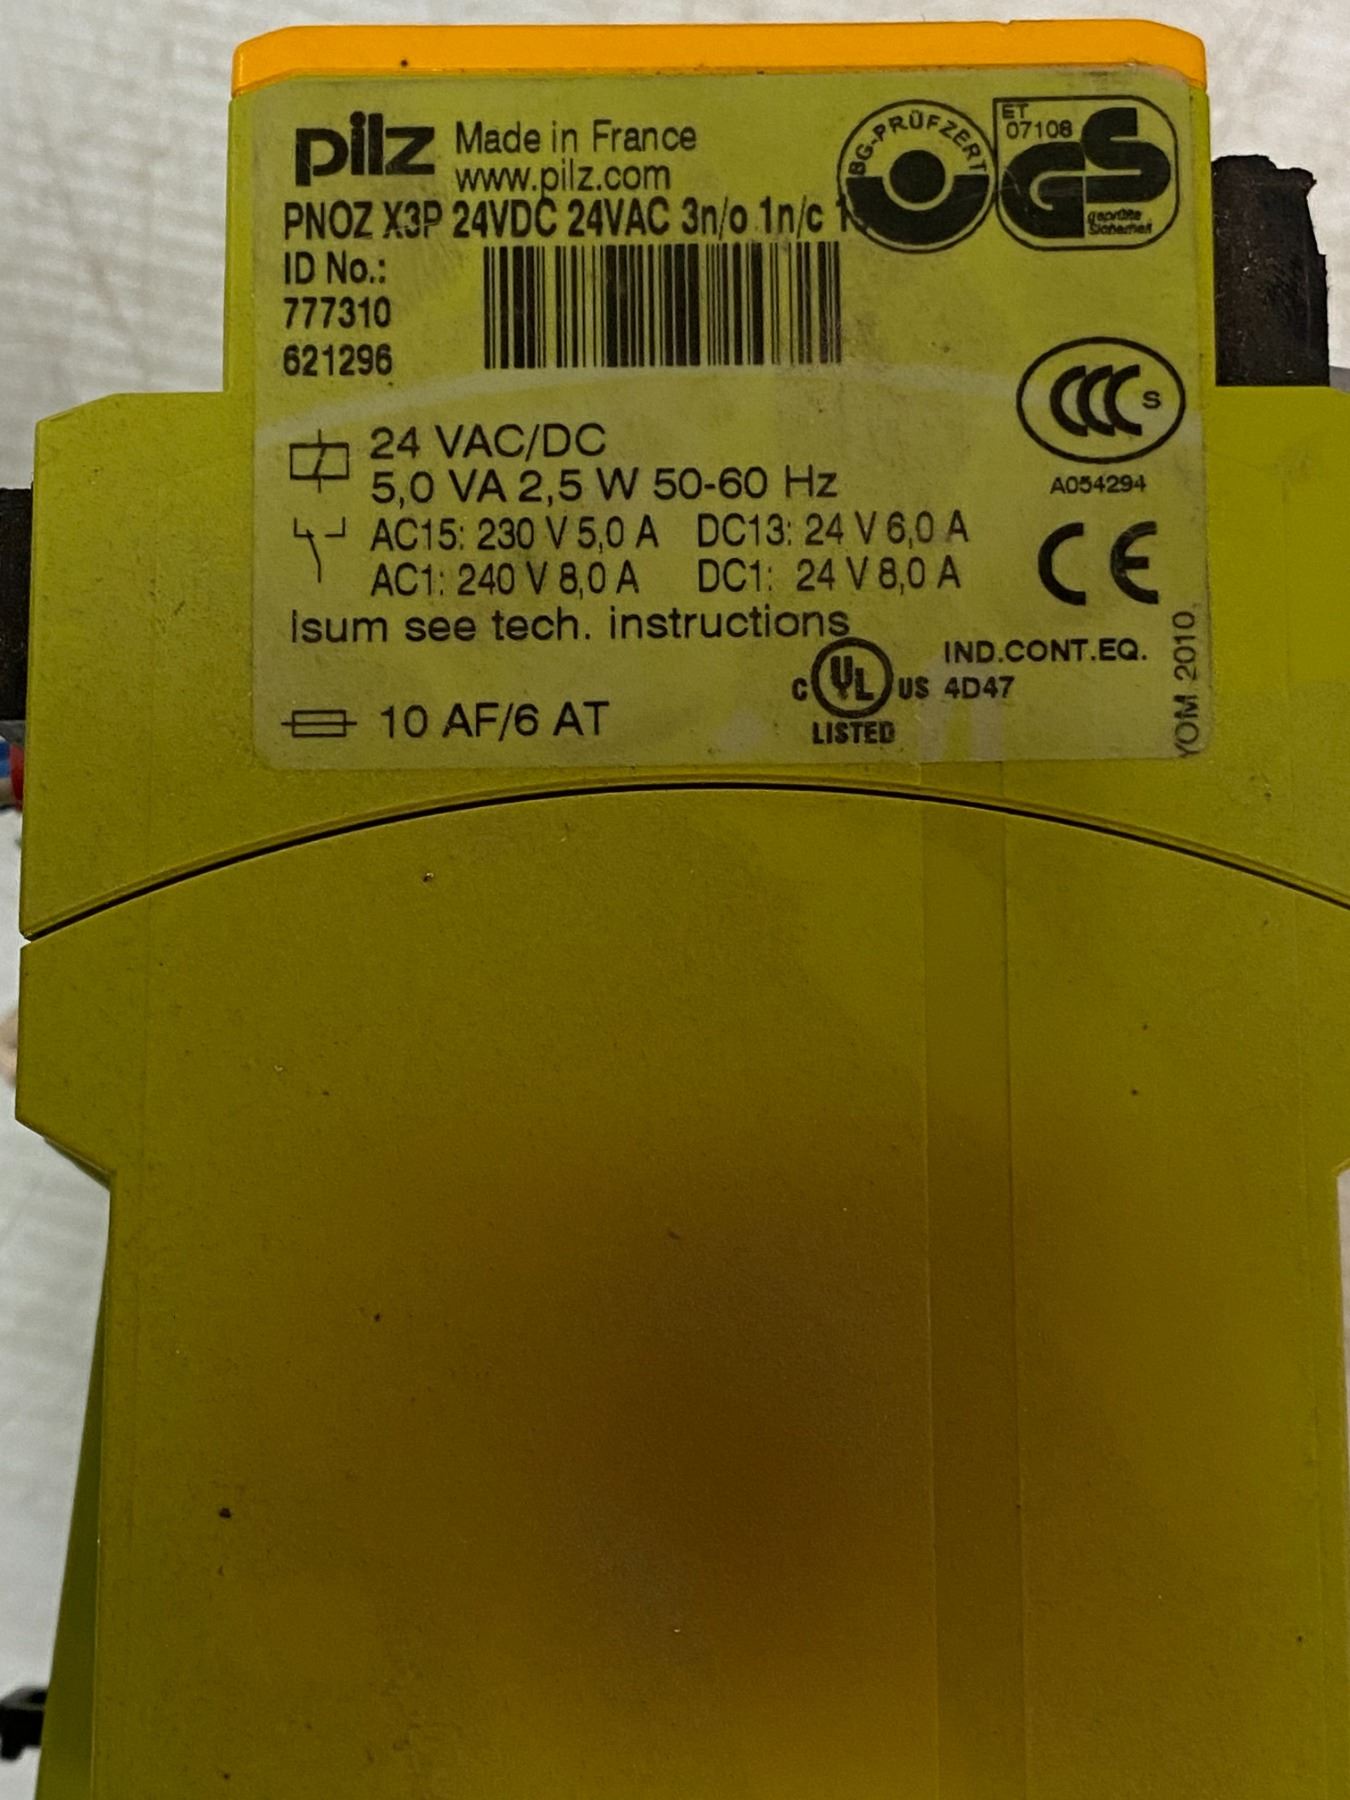 pilz Made in France
www.pilz.com
PNOZ X3P 24VDC 24VAC 3n/o 1n/c
ID No.:
777310
621296
BG-PRÜFZERT
ET
07108
GS
geprüfte
Sicherheit
CCC S
A054294
24 VAC/DC
5,0 VA 2,5 W 50-60 Hz
AC15: 230 V 5,0 A DC13: 24 V 6,0 A
AC1: 240 V 8,0 A DC1: 24 V 8,0 A
CE
Isum see tech. instructions
10 AF/6 AT
C UL US
LISTED
IND.CONT.EQ.
4D47
YOM 2010,